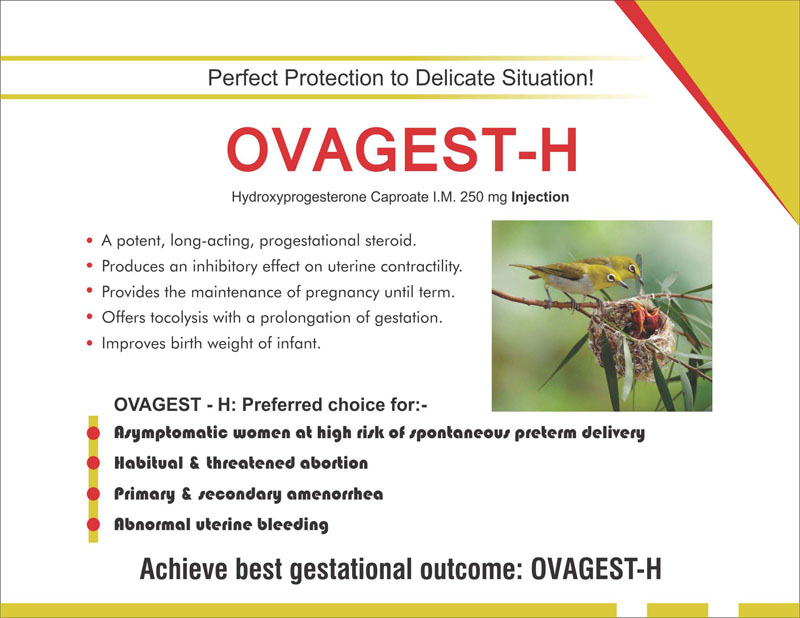 Perfect Protection to Delicate Situation!
OVAGEST-H
Hydroxyprogesterone Caproate I.M. 250 mg Injection
• A potent, long-acting, progestational steroid.
• Produces an inhibitory effect on uterine contractility.
• Provides the maintenance of pregnancy until term.
• Offers tocolysis with a prolongation of gestation.
• Improves birth weight of infant.
OVAGEST - H: Preferred choice for:-
Asymptomatic women at high risk of spontaneous preterm delivery
Habitual & threatened abortion
Primary & secondary amenorrhea
Abnormal uterine bleeding
Achieve best gestational outcome: OVAGEST-H